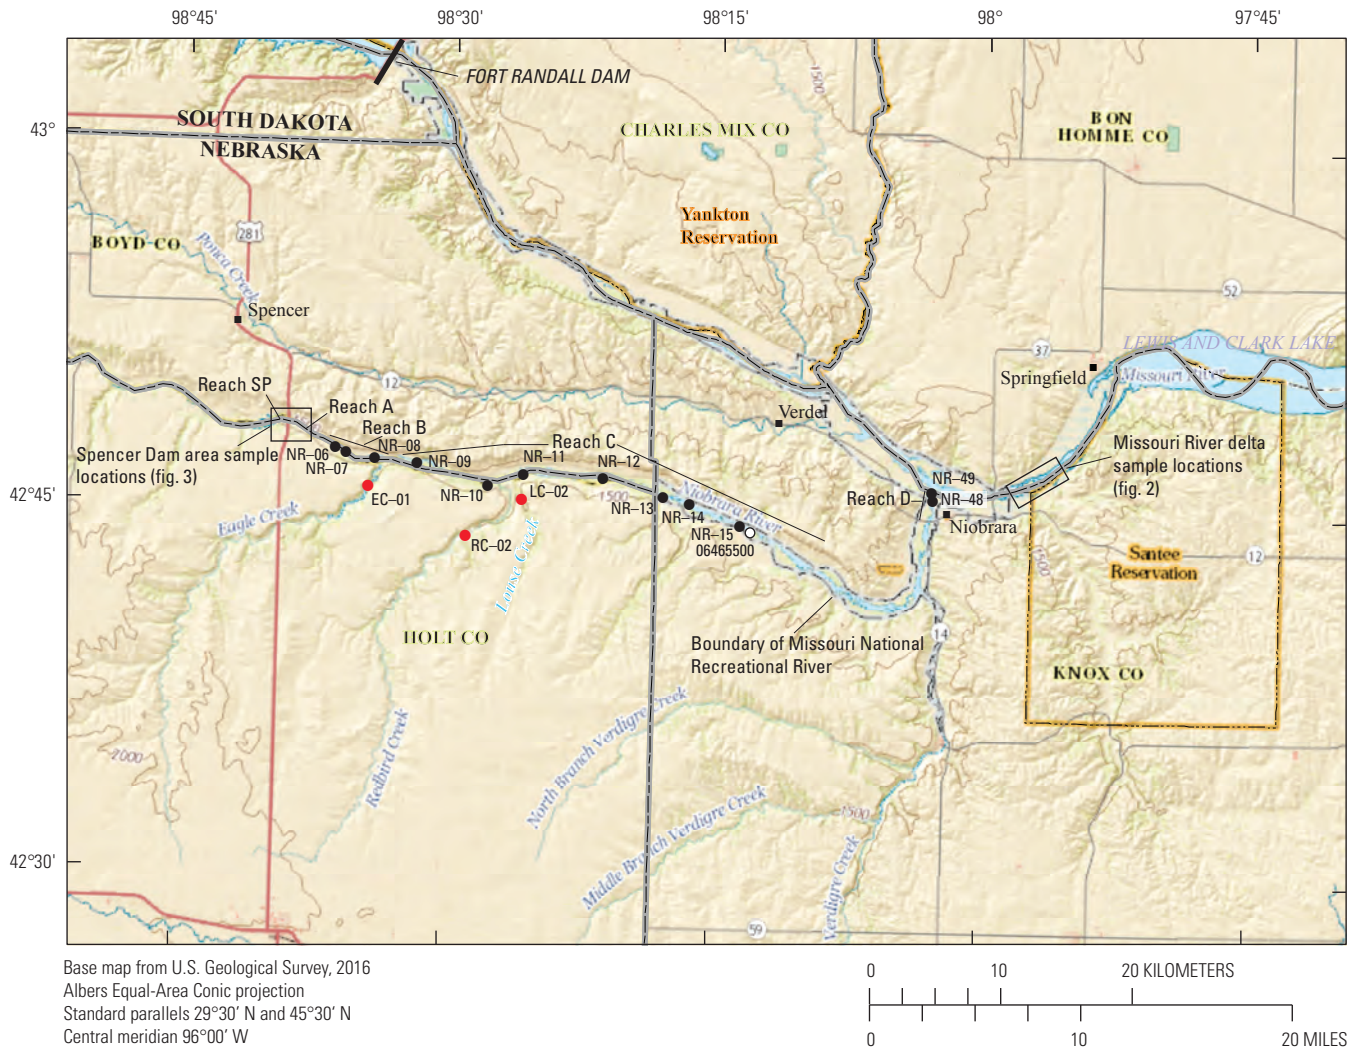 98°45'
98°30'
98°15'
98°
97°45'
FORT RANDALL DAM
1500
43°
SOUTH DAKOTA
NEBRASKA
CHARLES MIX CO
BON
HOMME CO
Yankton
Reservation
281
BOYD CO
Ponca Creek
Spencer
52
37
LEWIS AND CLARK LAKE
Missouri River
Springfield
12
Reach SP
Reach A
Reach B
Verdel
Spencer Dam area sample
locations (fig. 3)
NR–06
NR–07
NR–08
NR–09
Reach C
NR–11
NR–12
Missouri River delta
sample locations
(fig. 2)
42°45'
EC–01
NR–10
LC–02
1500
NR–13
Niobrara River
NR–14
NR–15
06465500
Reach D
NR–49
NR–48
Niobrara
Eagle Creek
RC–02
Louse Creek
1500
Santee
Reservation
12
HOLT CO
Boundary of Missouri National
Recreational River
14
KNOX CO
2000
Redbird Creek
North Branch Verdigre Creek
Middle Branch Verdigre Creek
1500
Verdigre Creek
42°30'
59
Base map from U.S. Geological Survey, 2016
Albers Equal-Area Conic projection
Standard parallels 29°30' N and 45°30' N
Central meridian 96°00' W
0 10 20 KILOMETERS
0 10 20 MILES